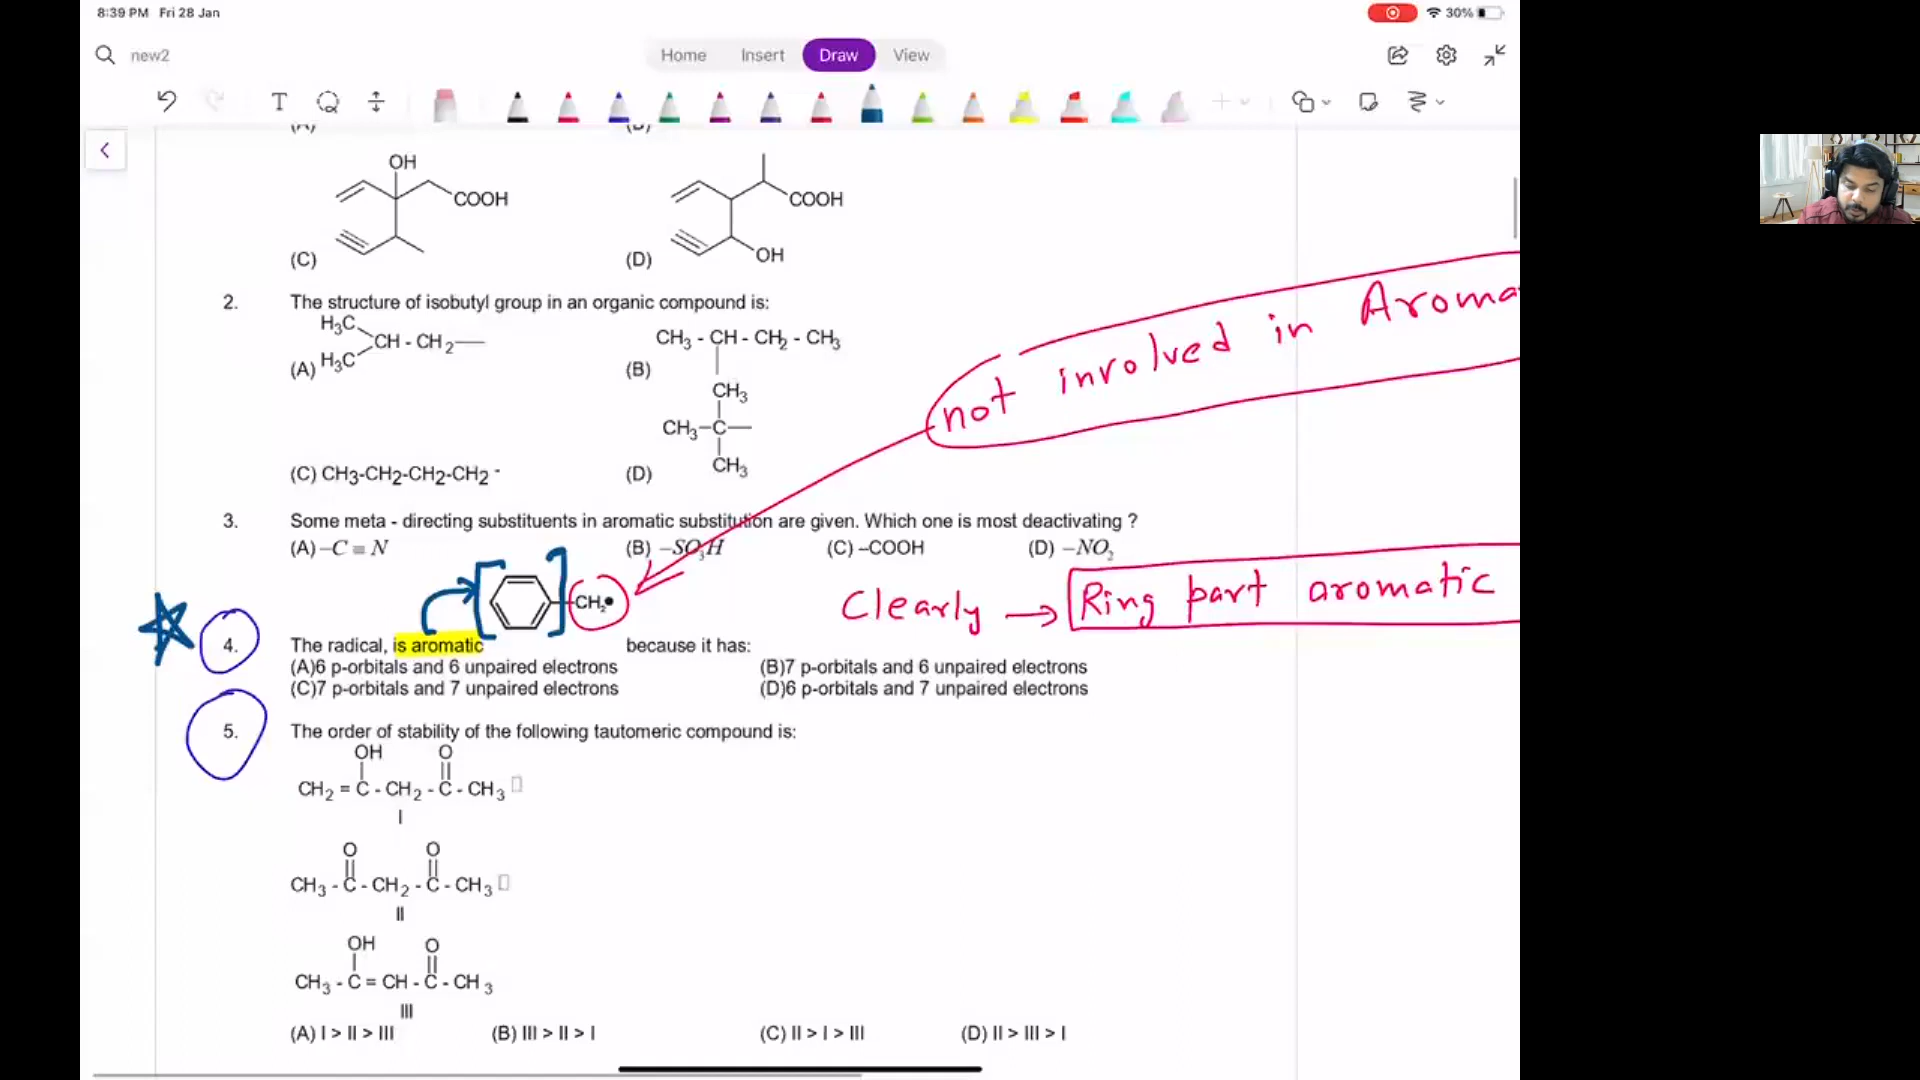 8:39 PM Fri 28 Jan
30%
new2
Home Insert Draw View
T
(A) (B)
OH
COOH
(C)
COOH
OH
(D)
2. The structure of isobutyl group in an organic compound is:
H3C
CH - CH2—
(A) H3C
CH3 - CH - CH2 - CH3
(B)
CH3
CH3-C—
CH3
(C) CH3-CH2-CH2-CH2 -
(D)
not involved in Aroma
3. Some meta - directing substituents in aromatic substitution are given. Which one is most deactivating ?
(A) –C ≡ N (B) –SO3H (C) –COOH (D) –NO2
CH2•
Clearly → Ring part aromatic
4. The radical, is aromatic because it has:
(A)6 p-orbitals and 6 unpaired electrons (B)7 p-orbitals and 6 unpaired electrons
(C)7 p-orbitals and 7 unpaired electrons (D)6 p-orbitals and 7 unpaired electrons
5. The order of stability of the following tautomeric compound is:
OH O
CH2 = C - CH2 - C - CH3
I
O O
CH3 - C - CH2 - C - CH3
II
OH O
CH3 - C = CH - C - CH3
III
(A) I > II > III (B) III > II > I (C) II > I > III (D) II > III > I